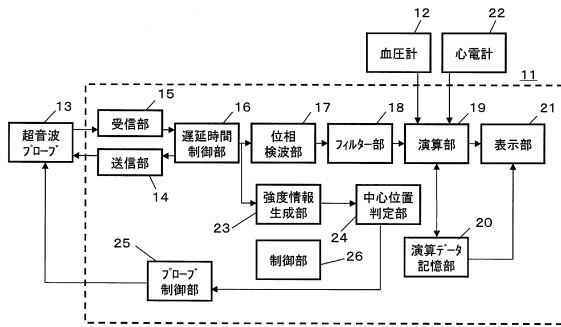 12
22
血圧計
心電計
11
13
15
16
17
18
19
21
超音波
プローブ
受信部
送信部
14
遅延時間
制御部
位相
検波部
フィルター部
演算部
表示部
強度情報
生成部
23
中心位置
判定部
24
20
演算データ
記憶部
25
プローブ
制御部
制御部
26